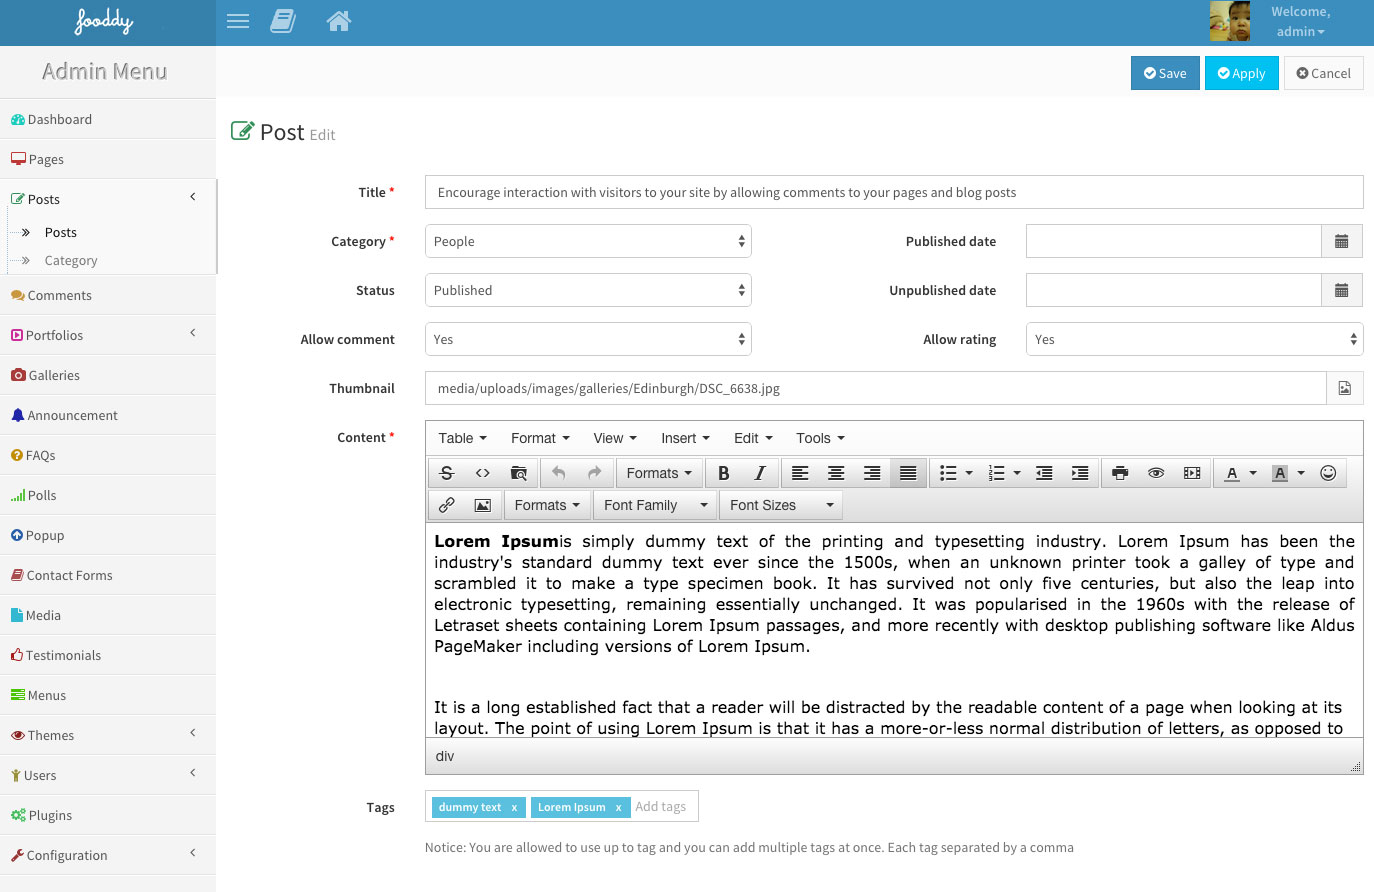 fooddy
Welcome,
admin
Admin Menu
Save
Apply
Cancel
Dashboard
Pages
Posts
Posts
Category
Comments
Portfolios
Galleries
Announcement
FAQs
Polls
Popup
Contact Forms
Media
Testimonials
Menus
Themes
Users
Plugins
Configuration
Post Edit
Title * Encourage interaction with visitors to your site by allowing comments to your pages and blog posts
Category * People Published date
Status Published Unpublished date
Allow comment Yes Allow rating Yes
Thumbnail media/uploads/images/galleries/Edinburgh/DSC_6638.jpg
Content *
Table Format View Insert Edit Tools
S <> Formats B I A A
Formats Font Family Font Sizes
Lorem Ipsumis simply dummy text of the printing and typesetting industry. Lorem Ipsum has been the
industry's standard dummy text ever since the 1500s, when an unknown printer took a galley of type and
scrambled it to make a type specimen book. It has survived not only five centuries, but also the leap into
electronic typesetting, remaining essentially unchanged. It was popularised in the 1960s with the release of
Letraset sheets containing Lorem Ipsum passages, and more recently with desktop publishing software like Aldus
PageMaker including versions of Lorem Ipsum.
It is a long established fact that a reader will be distracted by the readable content of a page when looking at its
layout. The point of using Lorem Ipsum is that it has a more-or-less normal distribution of letters, as opposed to
div
Tags dummy text x Lorem Ipsum x Add tags
Notice: You are allowed to use up to tag and you can add multiple tags at once. Each tag separated by a comma